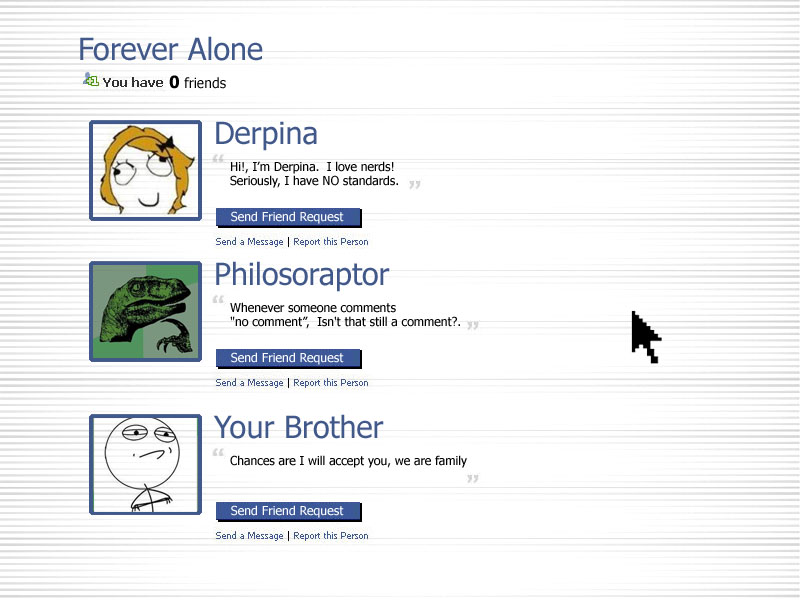 Forever Alone
You have 0 friends
Derpina
“ Hi!, I'm Derpina. I love nerds!
Seriously, I have NO standards. ”
Send Friend Request
Send a Message | Report this Person
Philosoraptor
“ Whenever someone comments
"no comment”, Isn't that still a comment?. ”
Send Friend Request
Send a Message | Report this Person
Your Brother
“ Chances are I will accept you, we are family ”
Send Friend Request
Send a Message | Report this Person